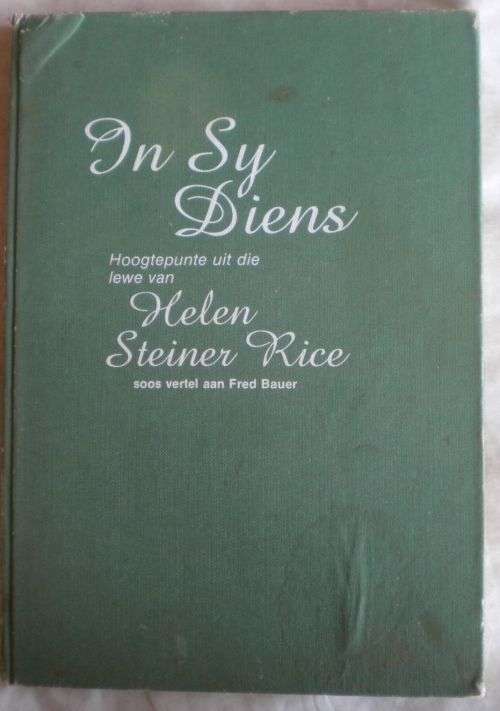 In Sy
Diens
Hoogtepunte uit die
lewe van
Helen
Steiner Rice
soos vertel aan Fred Bauer